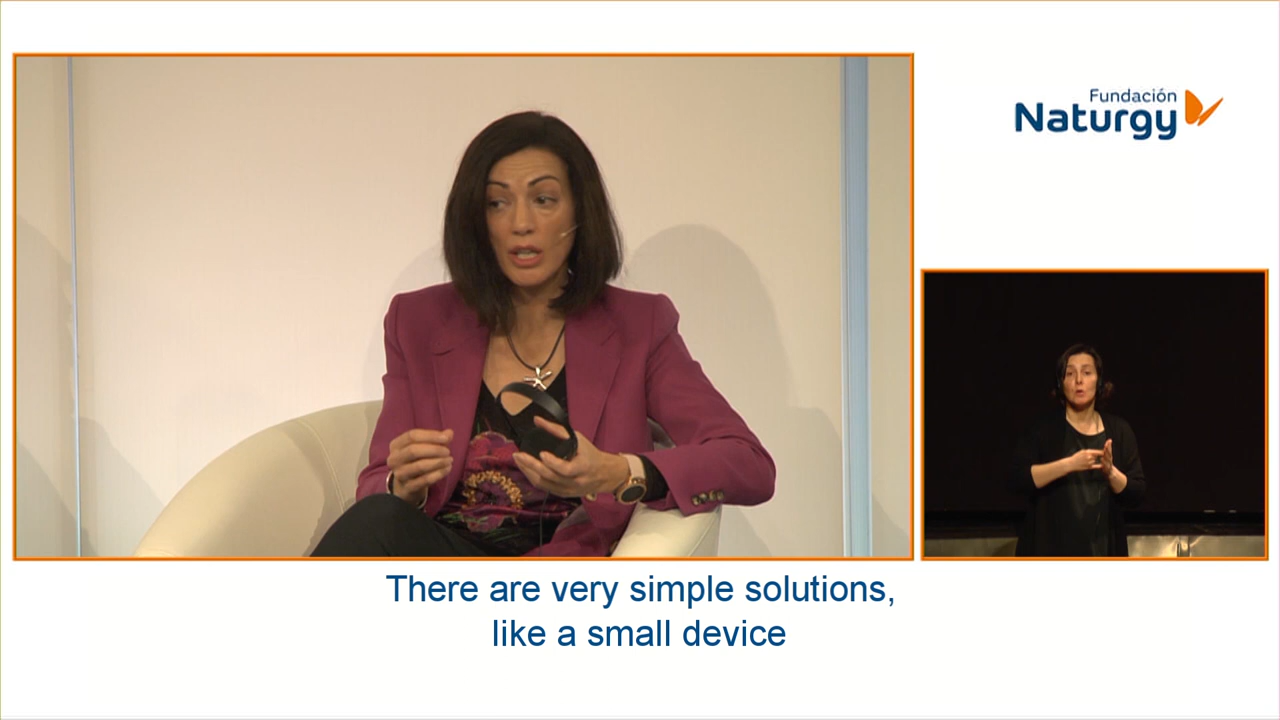 Fundación
Naturgy
There are very simple solutions,
like a small device